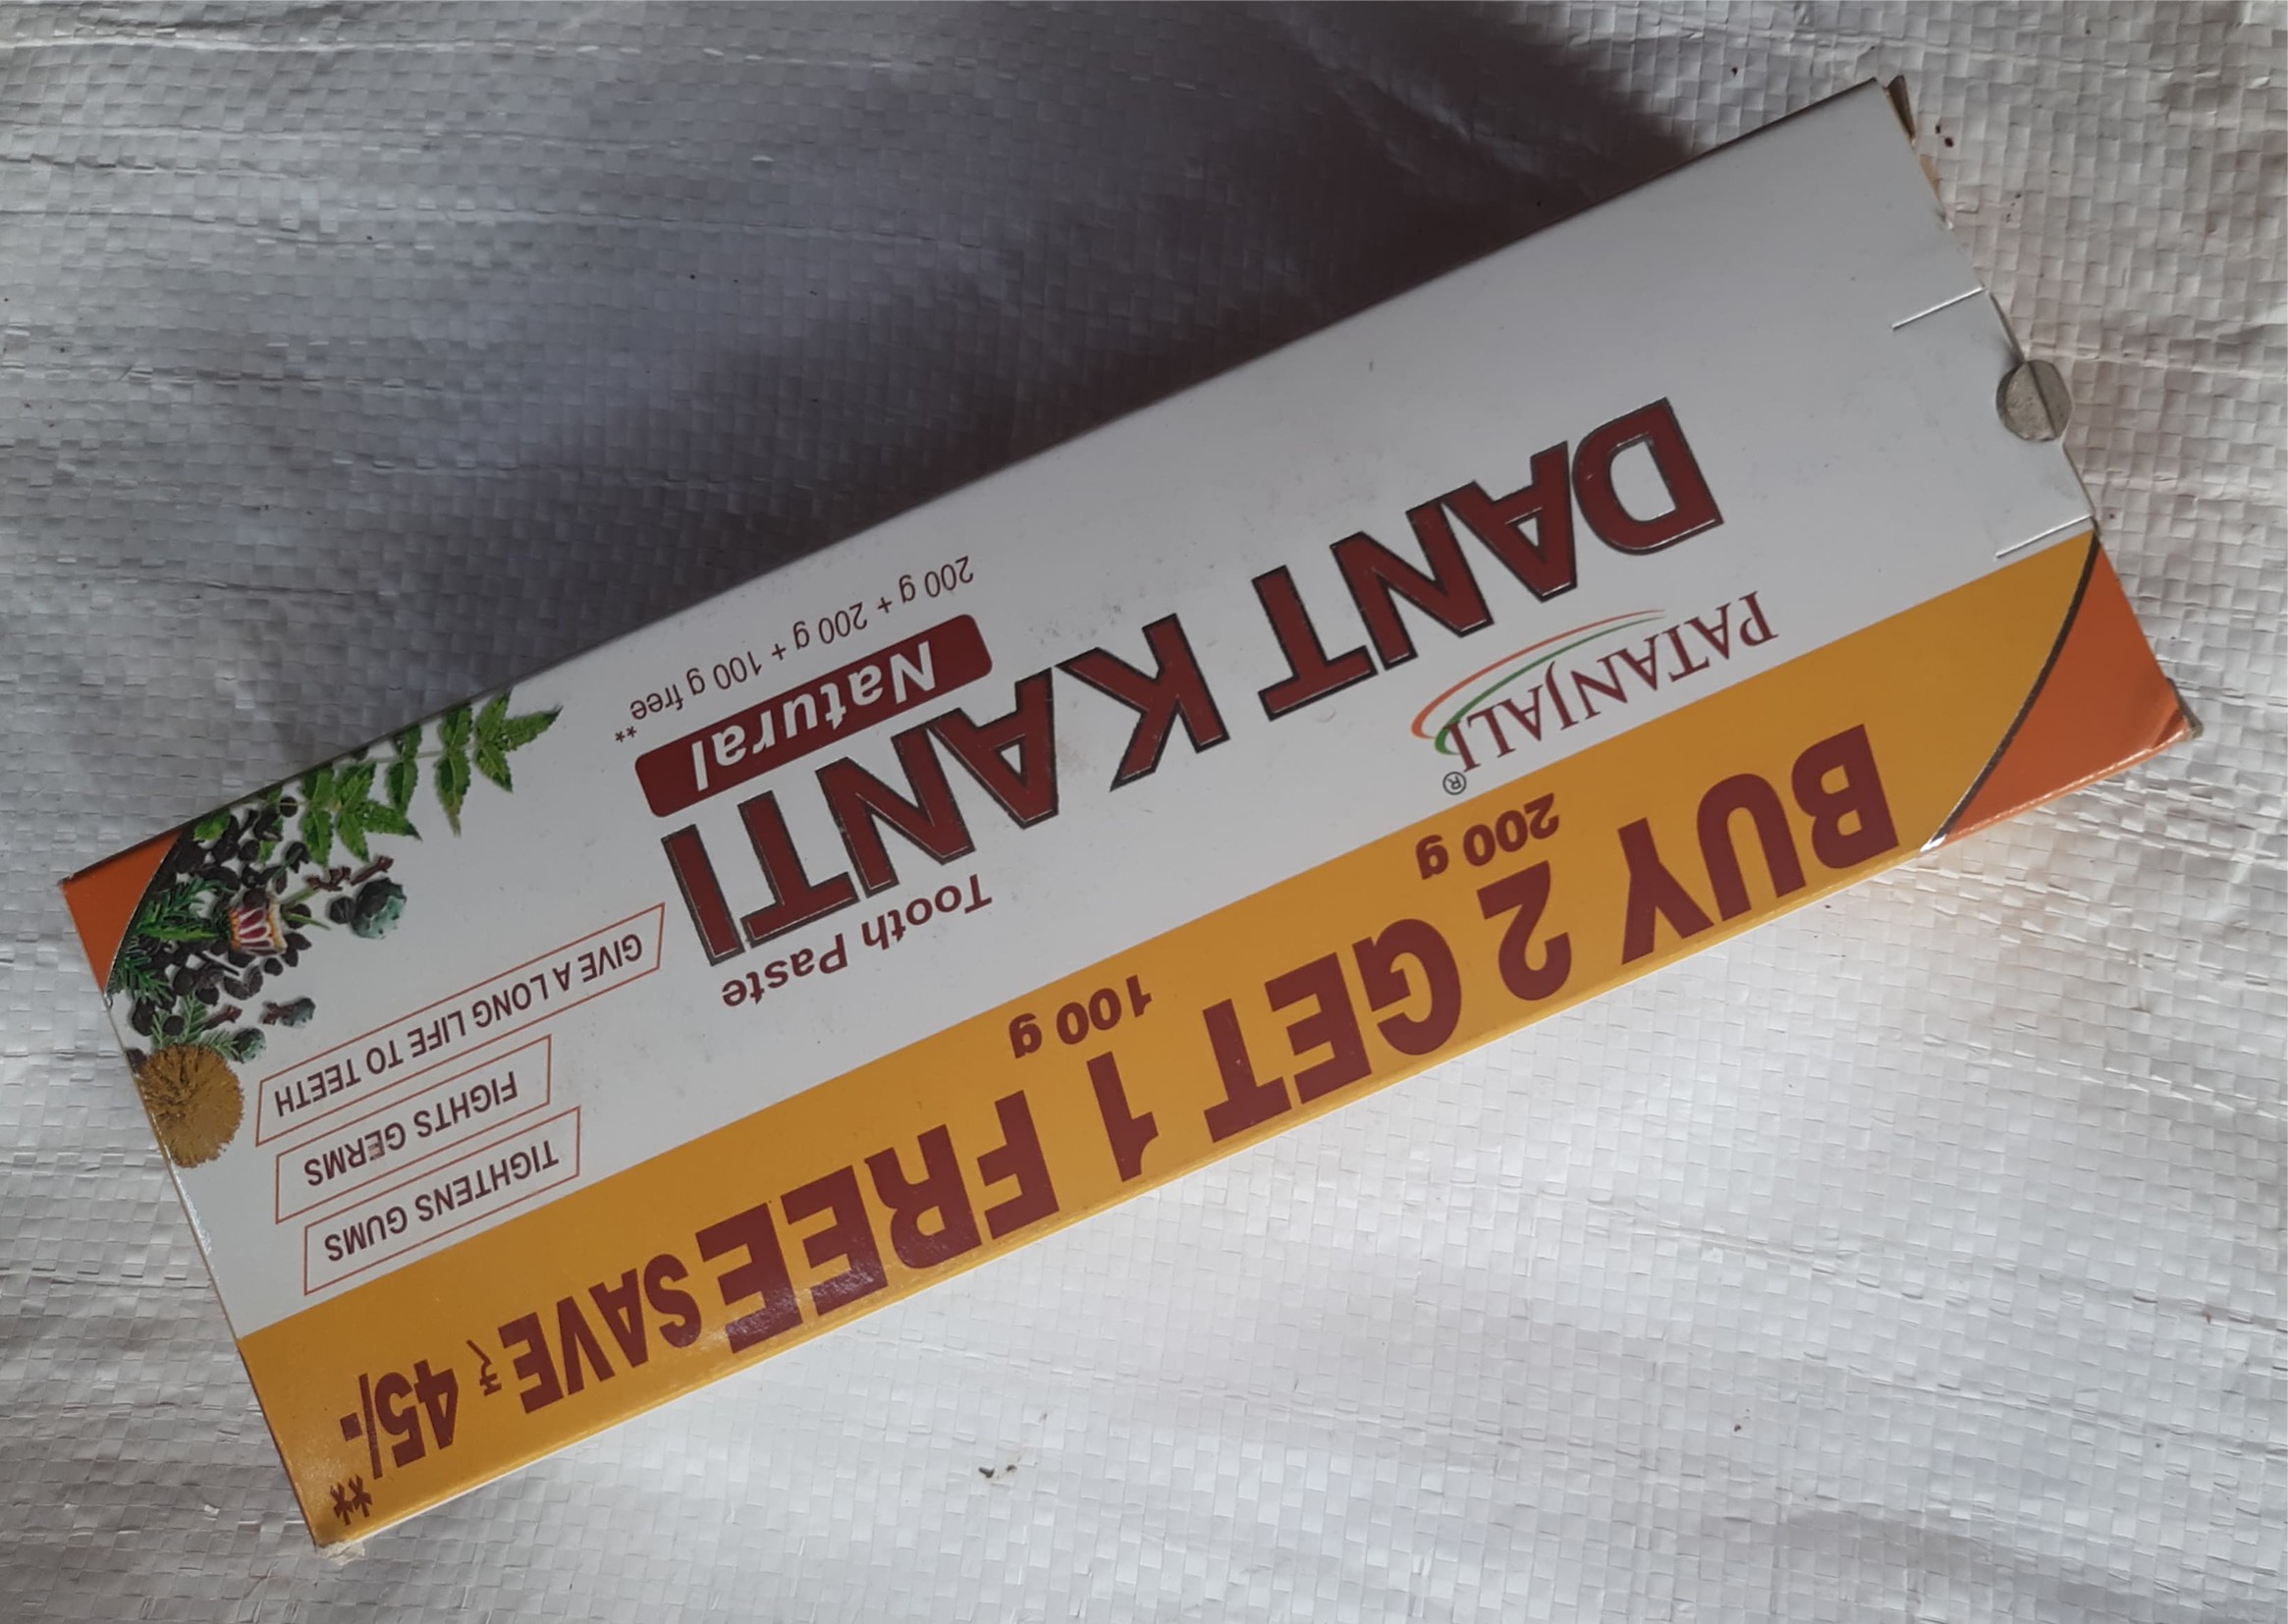 BUY 2 GET 1 FREE SAVE ₹ 45/-**
200 g 100 g
PATANJALI®
Tooth Paste
DANT KANTI
Natural
200 g + 200 g + 100 g free**
TIGHTENS GUMS
FIGHTS GERMS
GIVE A LONG LIFE TO TEETH